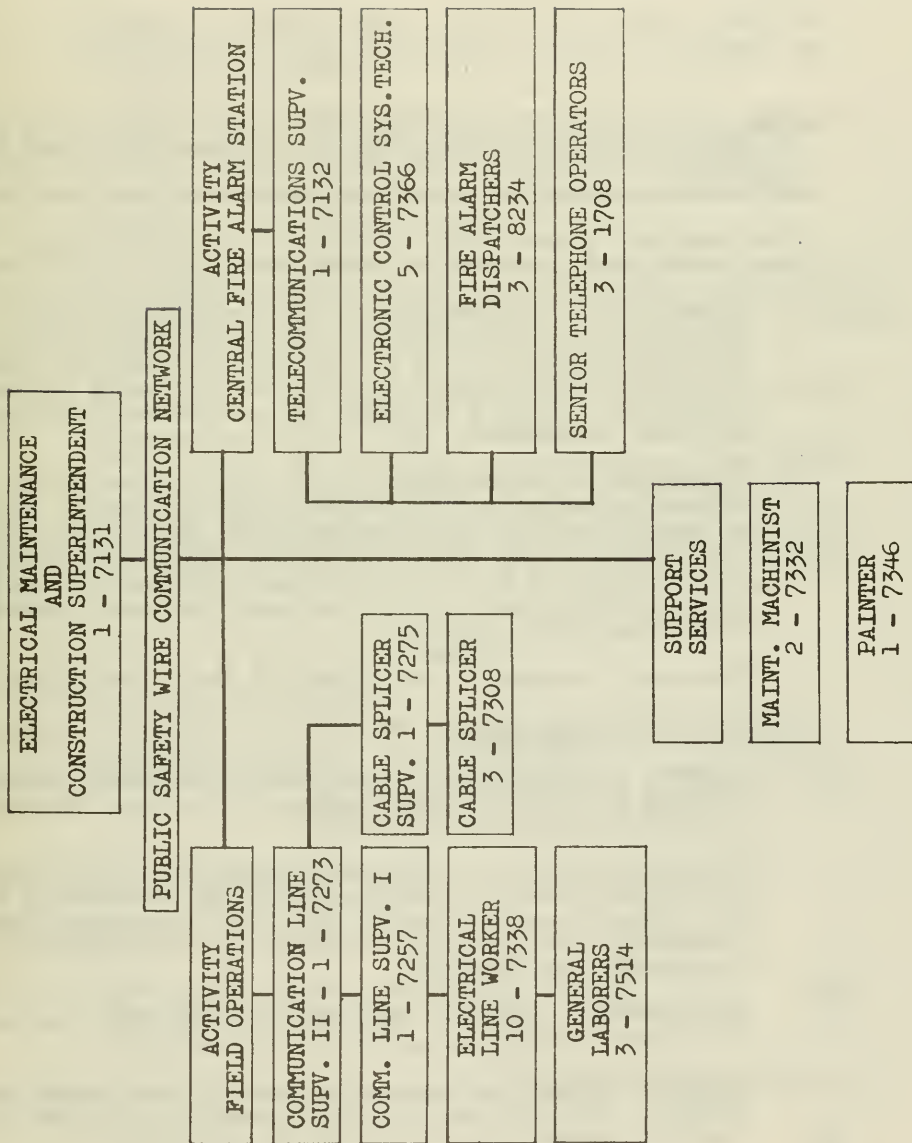 ELECTRICAL MAINTENANCE
AND
CONSTRUCTION SUPERINTENDENT
1 - 7131
PUBLIC SAFETY WIRE COMMUNICATION NETWORK
ACTIVITY
FIELD OPERATIONS
COMMUNICATION LINE
SUPV. II - 1 - 7273
COMM. LINE SUPV. I
1 - 7257
ELECTRICAL
LINE WORKER
10 - 7338
GENERAL
LABORERS
3 - 7514
CABLE SPLICER
SUPV. 1 - 7275
CABLE SPLICER
3 - 7308
ACTIVITY
CENTRAL FIRE ALARM STATION
TELECOMMUNICATIONS SUPV.
1 - 7132
ELECTRONIC CONTROL SYS.TECH.
5 - 7366
FIRE ALARM
DISPATCHERS
3 - 8234
SENIOR TELEPHONE OPERATORS
3 - 1708
SUPPORT
SERVICES
MAINT. MACHINIST
2 - 7332
PAINTER
1 - 7346